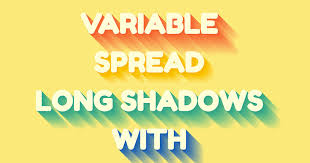 VARIABLE
SPREAD
LONG SHADOWS
WITH